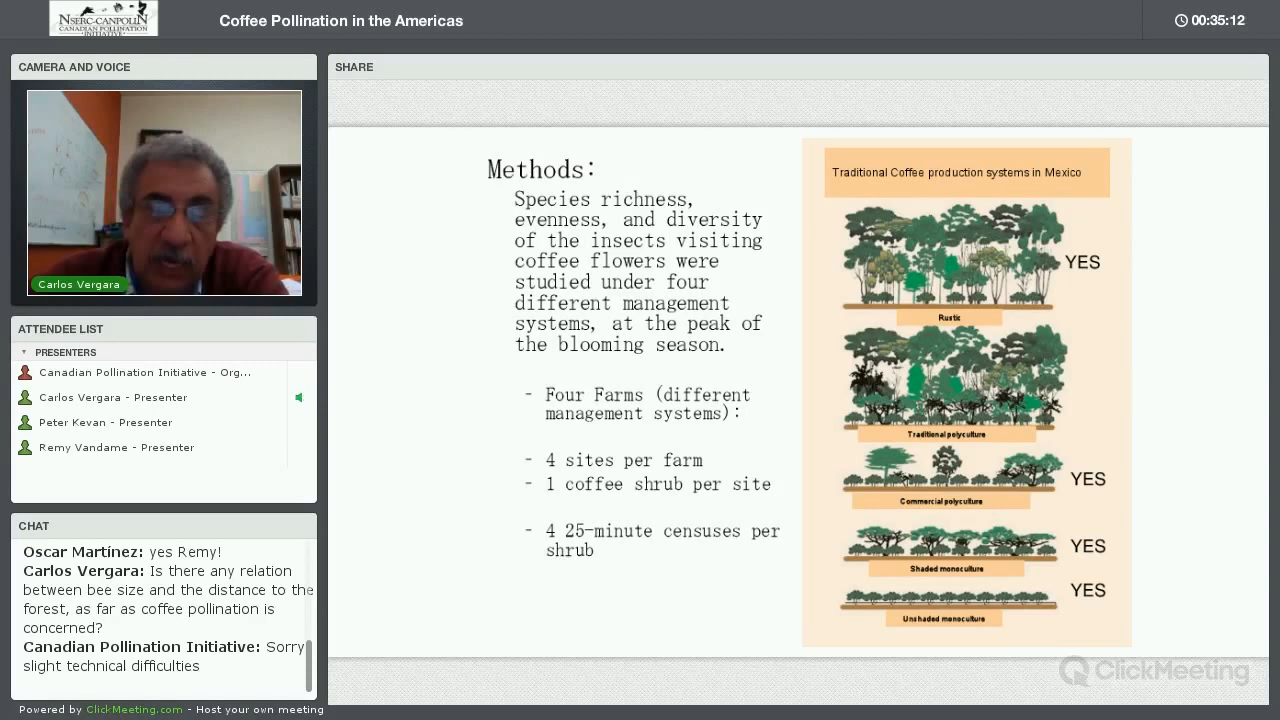 NSERC-CANPOLIN
CANADIAN POLLINATION
INITIATIVE
Coffee Pollination in the Americas
00:35:12
CAMERA AND VOICE
Carlos Vergara
ATTENDEE LIST
PRESENTERS
Canadian Pollination Initiative - Org...
Carlos Vergara - Presenter
Peter Kevan - Presenter
Remy Vandame - Presenter
CHAT
Oscar Martínez: yes Remy!
Carlos Vergara: Is there any relation
between bee size and the distance to the
forest, as far as coffee pollination is
concerned?
Canadian Pollination Initiative: Sorry
slight technical difficulties
Powered by ClickMeeting.com - Host your own meeting
SHARE
Methods:
Species richness,
evenness, and diversity
of the insects visiting
coffee flowers were
studied under four
different management
systems, at the peak of
the blooming season.
- Four Farms (different
management systems):
- 4 sites per farm
- 1 coffee shrub per site
- 4 25-minute censuses per
shrub
Traditional Coffee production systems in Mexico
YES
Rustic
Traditional polyculture
YES
Commercial polyculture
YES
Shaded monoculture
YES
Unshaded monoculture
ClickMeeting